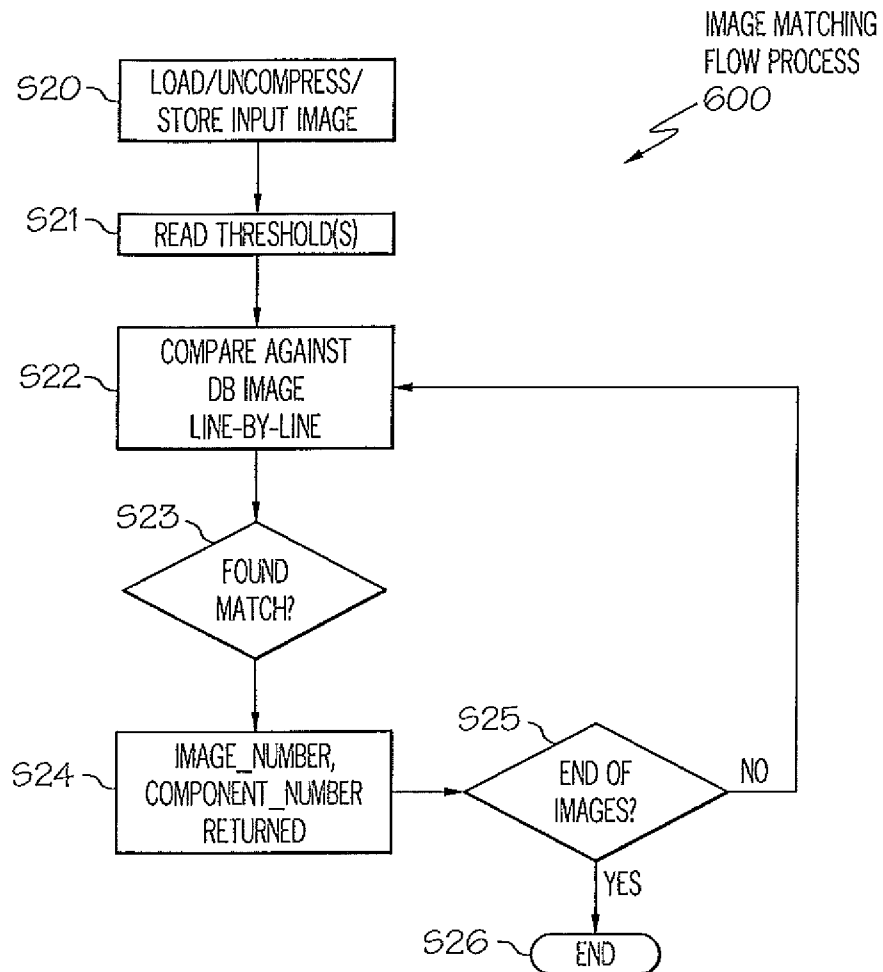 IMAGE MATCHING
FLOW PROCESS
600
S20
LOAD/UNCOMPRESS/
STORE INPUT IMAGE
S21
READ THRESHOLD(S)
S22
COMPARE AGAINST
DB IMAGE
LINE-BY-LINE
S23
FOUND
MATCH?
S24
IMAGE_NUMBER,
COMPONENT_NUMBER
RETURNED
S25
END OF
IMAGES?
NO
YES
S26
END